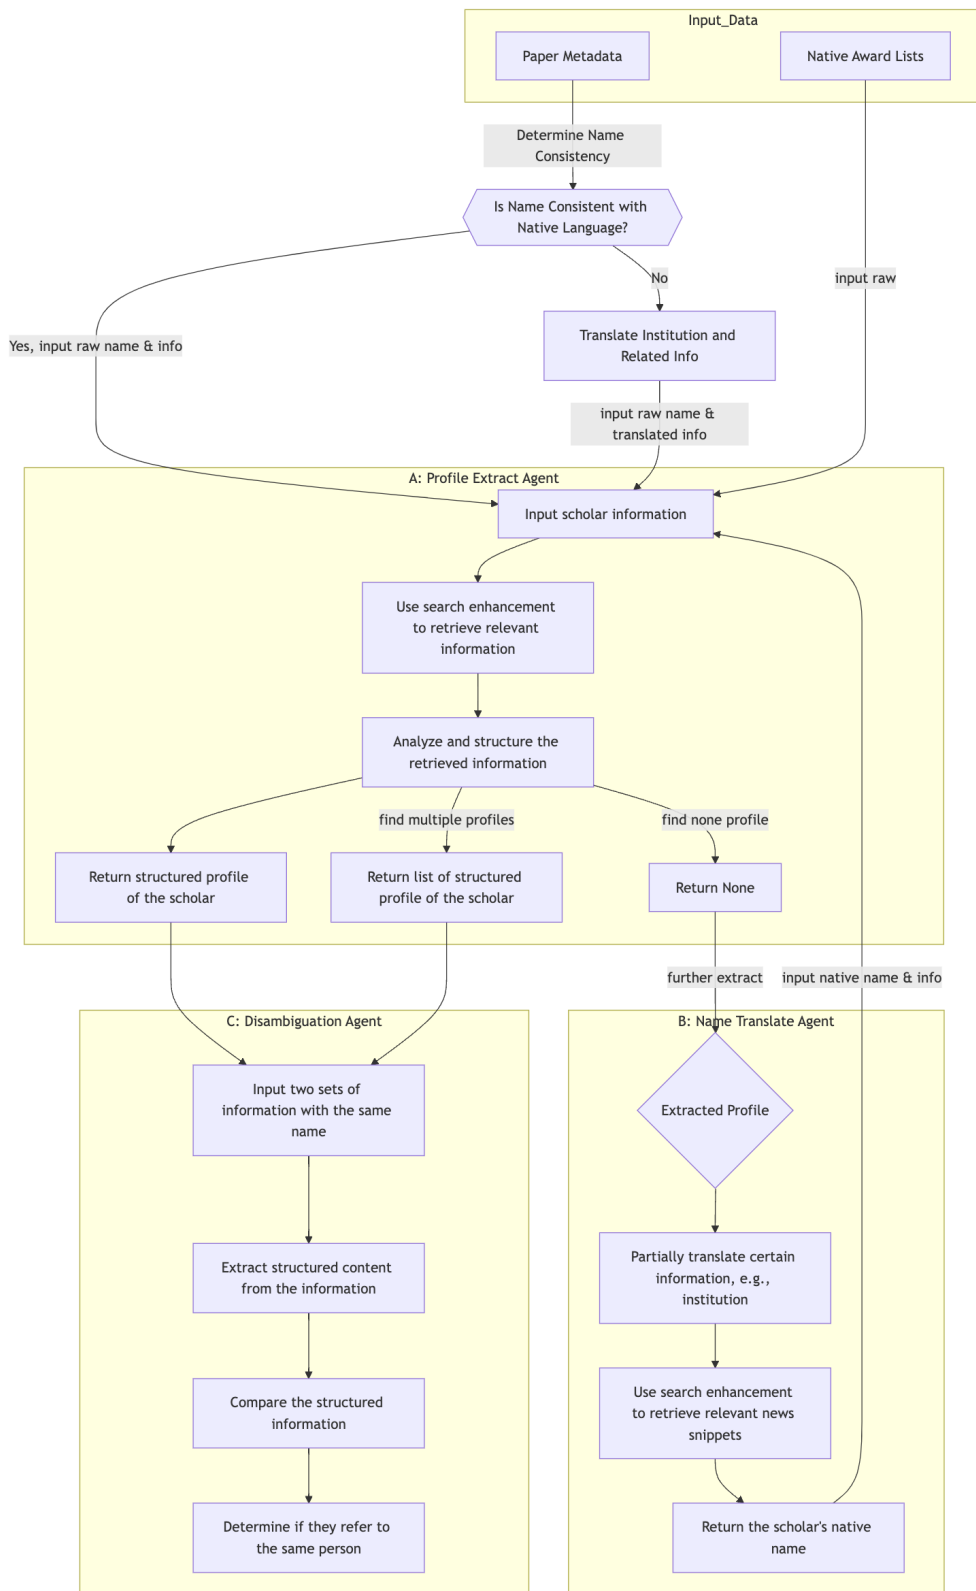 Input_Data
Paper Metadata
Native Award Lists
Determine Name
Consistency
Is Name Consistent with
Native Language?
No
input raw
Yes, input raw name & info
Translate Institution and
Related Info
input raw name &
translated info
A: Profile Extract Agent
Input scholar information
Use search enhancement
to retrieve relevant
information
Analyze and structure the
retrieved information
find multiple profiles
find none profile
Return structured profile
of the scholar
Return list of structured
profile of the scholar
Return None
further extract
input native name & info
C: Disambiguation Agent
Input two sets of
information with the same
name
Extract structured content
from the information
Compare the structured
information
Determine if they refer to
the same person
B: Name Translate Agent
Extracted Profile
Partially translate certain
information, e.g.,
institution
Use search enhancement
to retrieve relevant news
snippets
Return the scholar's native
name